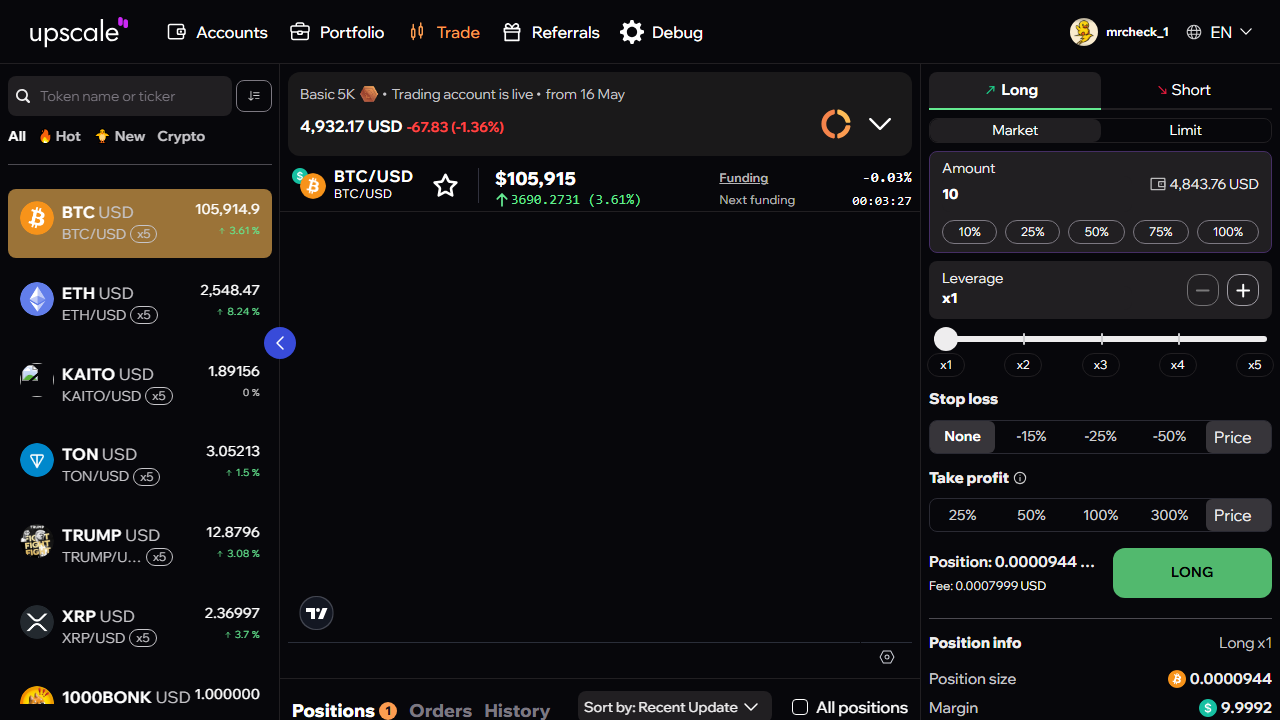 upscale
Accounts
Portfolio
Trade
Referrals
Debug
mrcheck_1
EN
Token name or ticker
All
Hot
New
Crypto
BTC USD
105,914.9
BTC/USD x5
↑ 3.61 %
ETH USD
2,548.47
ETH/USD x5
↑ 8.24 %
KAITO USD
1.89156
KAITO/USD x5
0 %
TON USD
3.05213
TON/USD x5
↑ 1.5 %
TRUMP USD
12.8796
TRUMP/U... x5
↑ 3.08 %
XRP USD
2.36997
XRP/USD x5
↑ 3.7 %
1000BONK USD
1.000000
Basic 5K • Trading account is live • from 16 May
4,932.17 USD -67.83 (-1.36%)
BTC/USD
BTC/USD
$105,915
↑ 3690.2731 (3.61%)
Funding
-0.03%
Next funding
00:03:27
Positions 1
Orders
History
Sort by: Recent Update
All positions
Long
Short
Market
Limit
Amount
10
4,843.76 USD
10%
25%
50%
75%
100%
Leverage
x1
x1
x2
x3
x4
x5
Stop loss
None
-15%
-25%
-50%
Price
Take profit
25%
50%
100%
300%
Price
Position: 0.0000944 ...
Fee: 0.0007999 USD
LONG
Position info
Long x1
Position size
0.0000944
Margin
9.9992